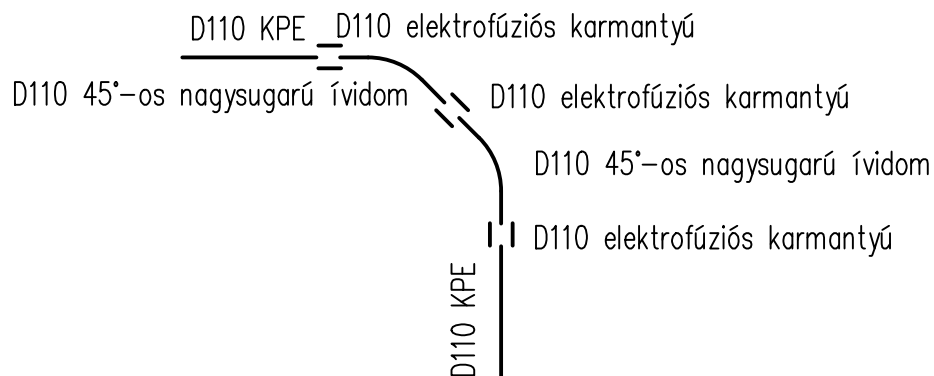 D110 KPE
D110 elektrofúziós karmantyú
D110 45°-os nagysugarú ívidom
D110 elektrofúziós karmantyú
D110 45°-os nagysugarú ívidom
D110 elektrofúziós karmantyú
D110 KPE